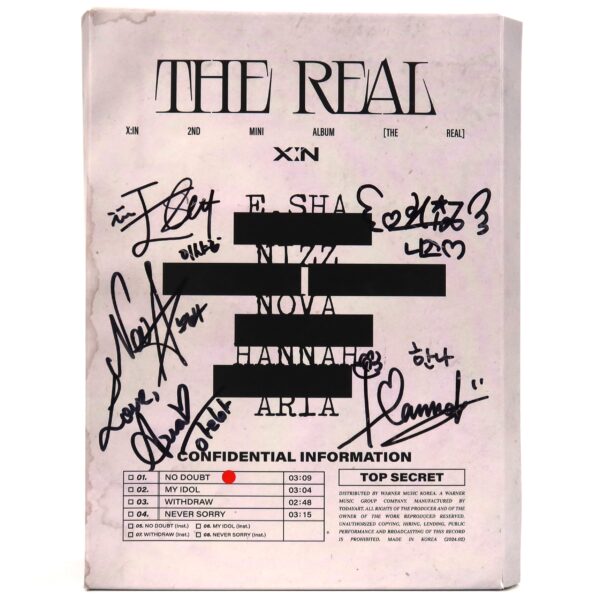 THE REAL
X:IN 2ND MINI ALBUM [THE REAL]
X:IN
E.SHA
NIZZ
니즈♡
NOVA
노바
HANNAH
한나
Hannah
ARIA
Love,
Aria♡
CONFIDENTIAL INFORMATION
☐ 01. NO DOUBT 03:09
☐ 02. MY IDOL 03:04
☐ 03. WITHDRAW 02:48
☐ 04. NEVER SORRY 03:15
☐ 05. NO DOUBT (Inst.) ☐ 06. MY IDOL (Inst.)
☐ 07. WITHDRAW (Inst.) ☐ 08. NEVER SORRY (Inst.)
TOP SECRET
DISTRIBUTED BY WARNER MUSIC KOREA. A WARNER
MUSIC GROUP COMPANY. MANUFACTURED BY
TODAYART. ALL RIGHTS OF THE PRODUCER AND OF THE
OWNER OF THE WORK REPRODUCED RESERVED.
UNAUTHORIZED COPYING, HIRING, LENDING, PUBLIC
PERFORMANCE AND BROADCASTING OF THIS RECORD
IS PROHIBITED. MADE IN KOREA (2024.02)